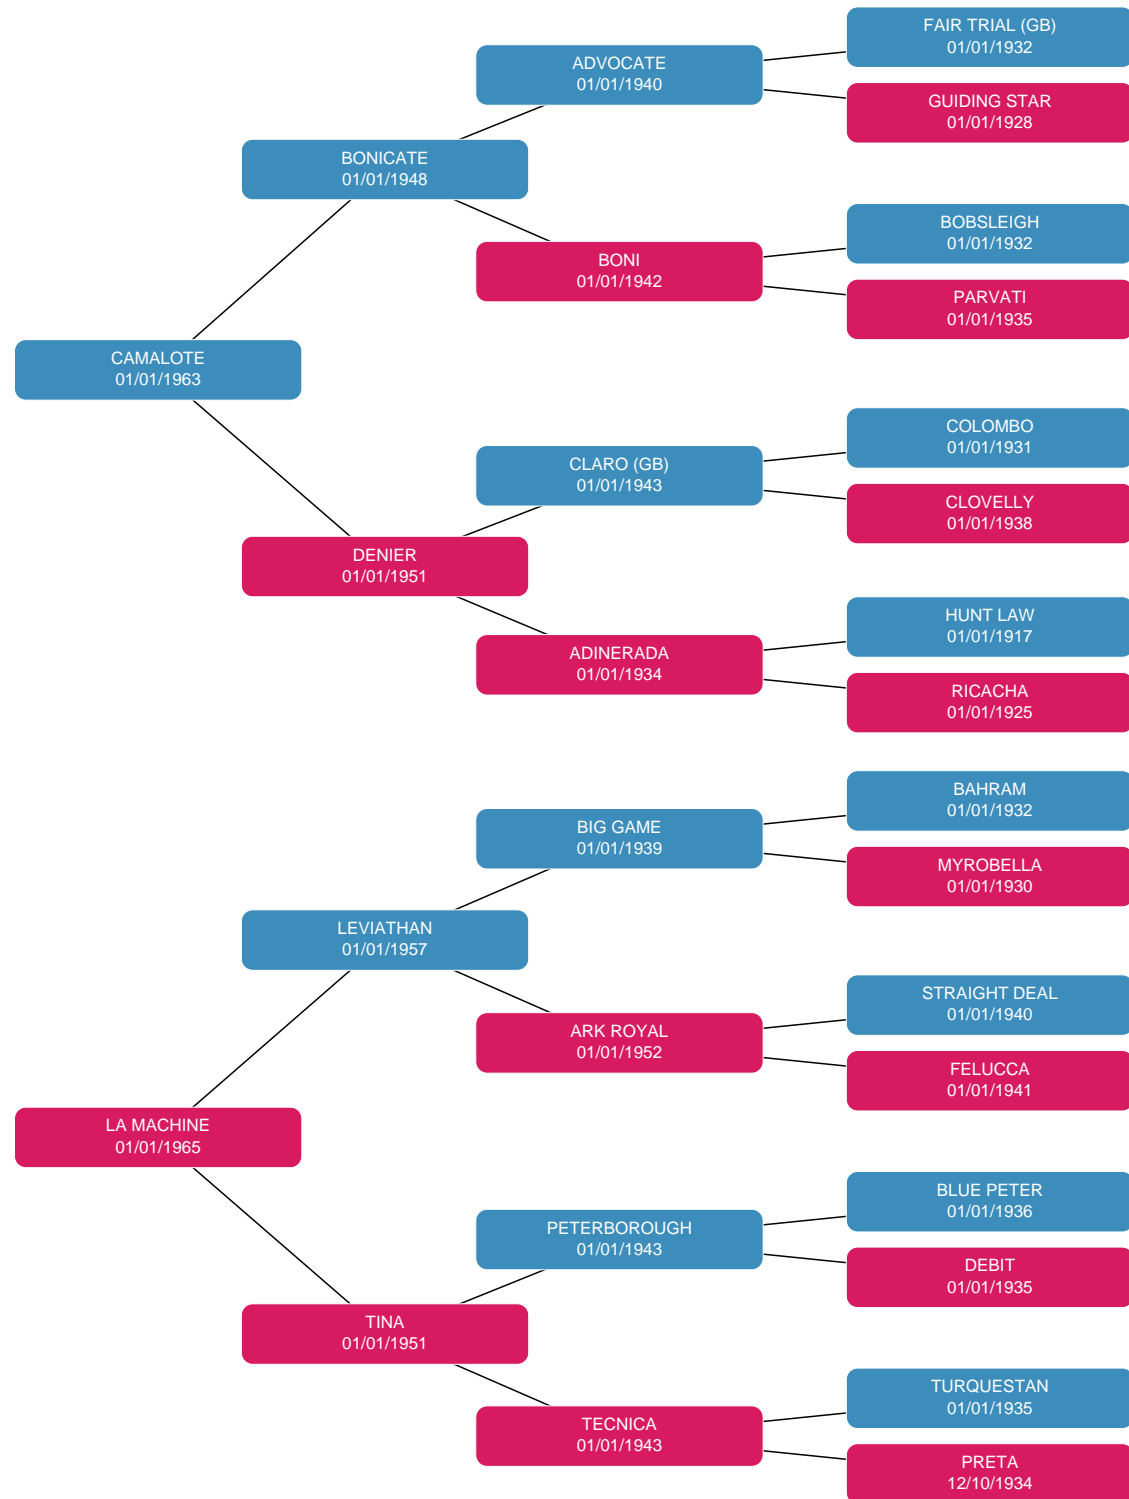 FAIR TRIAL (GB)
01/01/1932
ADVOCATE
01/01/1940
GUIDING STAR
01/01/1928
BONICATE
01/01/1948
BOBSLEIGH
01/01/1932
BONI
01/01/1942
PARVATI
01/01/1935
CAMALOTE
01/01/1963
COLOMBO
01/01/1931
CLARO (GB)
01/01/1943
CLOVELLY
01/01/1938
DENIER
01/01/1951
HUNT LAW
01/01/1917
ADINERADA
01/01/1934
RICACHA
01/01/1925
BAHRAM
01/01/1932
BIG GAME
01/01/1939
MYROBELLA
01/01/1930
LEVIATHAN
01/01/1957
STRAIGHT DEAL
01/01/1940
ARK ROYAL
01/01/1952
FELUCCA
01/01/1941
LA MACHINE
01/01/1965
BLUE PETER
01/01/1936
PETERBOROUGH
01/01/1943
DEBIT
01/01/1935
TINA
01/01/1951
TURQUESTAN
01/01/1935
TECNICA
01/01/1943
PRETA
12/10/1934